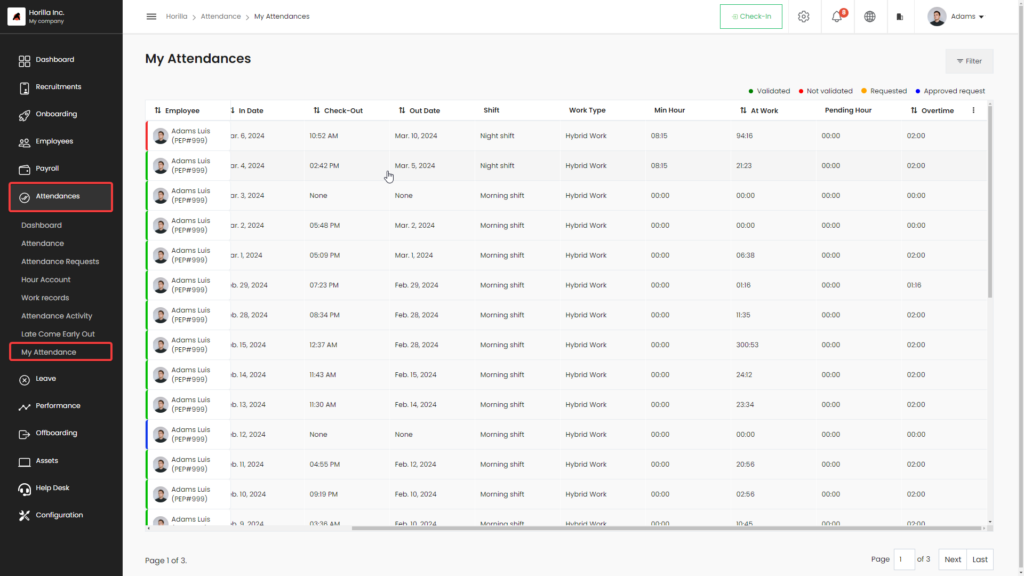 Horilla Inc.
My company
Dashboard
Recruitments
Onboarding
Employees
Payroll
Attendances
Dashboard
Attendance
Attendance Requests
Hour Account
Work records
Attendance Activity
Late Come Early Out
My Attendance
Leave
Performance
Offboarding
Assets
Help Desk
Configuration
Horilla > Attendance > My Attendances
Check-In
8
Adams
My Attendances
Filter
Validated Not validated Requested Approved request
Employee In Date Check-Out Out Date Shift Work Type Min Hour At Work Pending Hour Overtime
Adams Luis
(PEP#999) ar. 6, 2024 10:52 AM Mar. 10, 2024 Night shift Hybrid Work 08:15 94:16 00:00 02:00
Adams Luis
(PEP#999) ar. 4, 2024 02:42 PM Mar. 5, 2024 Night shift Hybrid Work 08:15 21:23 00:00 02:00
Adams Luis
(PEP#999) ar. 3, 2024 None None Morning shift Hybrid Work 00:00 00:00 00:00 00:00
Adams Luis
(PEP#999) ar. 2, 2024 05:48 PM Mar. 2, 2024 Morning shift Hybrid Work 00:00 00:00 00:00 00:00
Adams Luis
(PEP#999) ar. 1, 2024 05:09 PM Mar. 1, 2024 Morning shift Hybrid Work 00:00 06:38 00:00 02:00
Adams Luis
(PEP#999) eb. 29, 2024 07:23 PM Feb. 29, 2024 Morning shift Hybrid Work 00:00 01:16 00:00 01:16
Adams Luis
(PEP#999) eb. 28, 2024 08:34 PM Feb. 28, 2024 Morning shift Hybrid Work 00:00 11:35 00:00 02:00
Adams Luis
(PEP#999) eb. 15, 2024 12:37 AM Feb. 28, 2024 Morning shift Hybrid Work 00:00 300:53 00:00 02:00
Adams Luis
(PEP#999) eb. 14, 2024 11:43 AM Feb. 15, 2024 Morning shift Hybrid Work 00:00 24:12 00:00 02:00
Adams Luis
(PEP#999) eb. 13, 2024 11:30 AM Feb. 14, 2024 Morning shift Hybrid Work 00:00 23:34 00:00 02:00
Adams Luis
(PEP#999) eb. 12, 2024 None None Morning shift Hybrid Work 00:00 00:00 00:00 00:00
Adams Luis
(PEP#999) eb. 11, 2024 04:55 PM Feb. 12, 2024 Morning shift Hybrid Work 00:00 20:56 00:00 02:00
Adams Luis
(PEP#999) eb. 10, 2024 09:19 PM Feb. 10, 2024 Morning shift Hybrid Work 00:00 02:56 00:00 02:00
Adams Luis
(PEP#999) eb. 9, 2024 03:36 AM Feb. 10, 2024 Morning shift Hybrid Work 00:00 10:45 00:00 02:00
Page 1 of 3.
Page 1 of 3 Next Last